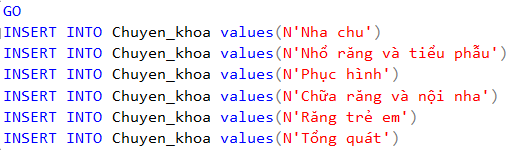 GO
INSERT INTO Chuyen_khoa values(N'Nha chu')
INSERT INTO Chuyen_khoa values(N'Nhổ răng và tiểu phẫu')
INSERT INTO Chuyen_khoa values(N'Phục hình')
INSERT INTO Chuyen_khoa values(N'Chữa răng và nội nha')
INSERT INTO Chuyen_khoa values(N'Răng trẻ em')
INSERT INTO Chuyen_khoa values(N'Tổng quát')